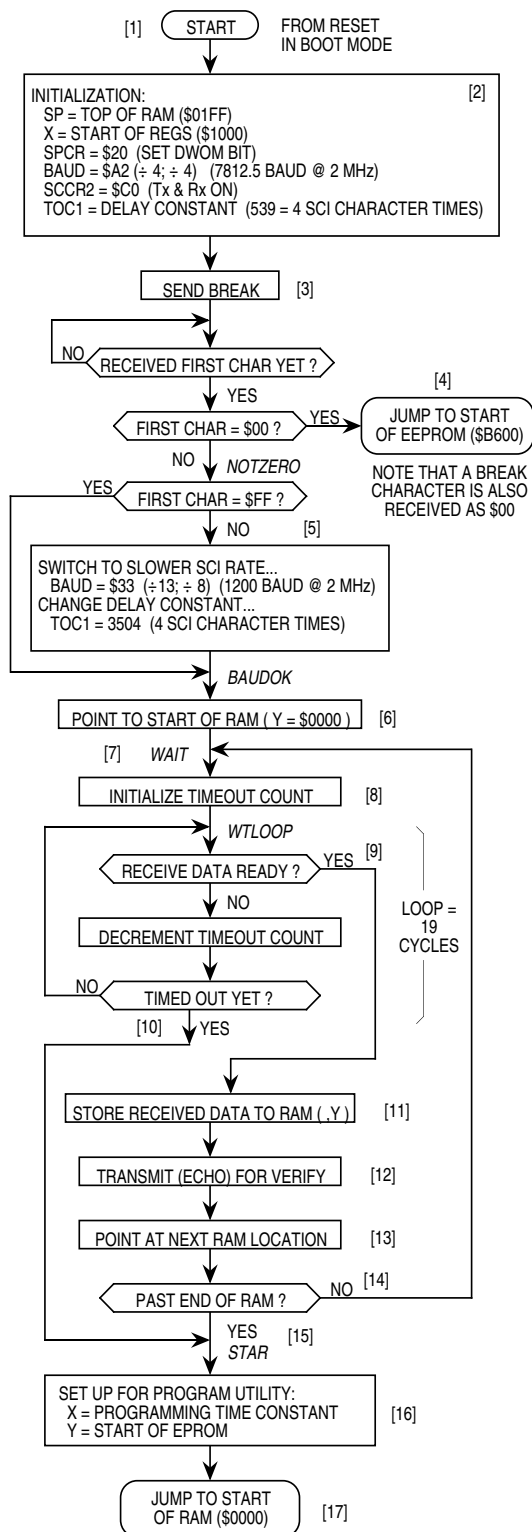 [1]
START
FROM RESET
IN BOOT MODE
INITIALIZATION:
[2]
SP = TOP OF RAM ($01FF)
X = START OF REGS ($1000)
SPCR = $20 (SET DWOM BIT)
BAUD = $A2 (÷ 4; ÷ 4) (7812.5 BAUD @ 2 MHz)
SCCR2 = $C0 (Tx & Rx ON)
TOC1 = DELAY CONSTANT (539 = 4 SCI CHARACTER TIMES)
SEND BREAK
[3]
NO
RECEIVED FIRST CHAR YET ?
YES
[4]
FIRST CHAR = $00 ?
YES
JUMP TO START
OF EEPROM ($B600)
NOTE THAT A BREAK
CHARACTER IS ALSO
RECEIVED AS $00
NO
NOTZERO
YES
FIRST CHAR = $FF ?
NO
[5]
SWITCH TO SLOWER SCI RATE...
BAUD = $33 (÷13; ÷ 8) (1200 BAUD @ 2 MHz)
CHANGE DELAY CONSTANT...
TOC1 = 3504 (4 SCI CHARACTER TIMES)
BAUDOK
POINT TO START OF RAM ( Y = $0000 )
[6]
[7]
WAIT
INITIALIZE TIMEOUT COUNT
[8]
WTLOOP
RECEIVE DATA READY ?
YES
[9]
NO
DECREMENT TIMEOUT COUNT
LOOP =
19
CYCLES
NO
TIMED OUT YET ?
[10]
YES
STORE RECEIVED DATA TO RAM ( ,Y )
[11]
TRANSMIT (ECHO) FOR VERIFY
[12]
POINT AT NEXT RAM LOCATION
[13]
PAST END OF RAM ?
NO
[14]
YES
[15]
STAR
SET UP FOR PROGRAM UTILITY:
X = PROGRAMMING TIME CONSTANT
Y = START OF EPROM
[16]
JUMP TO START
OF RAM ($0000)
[17]